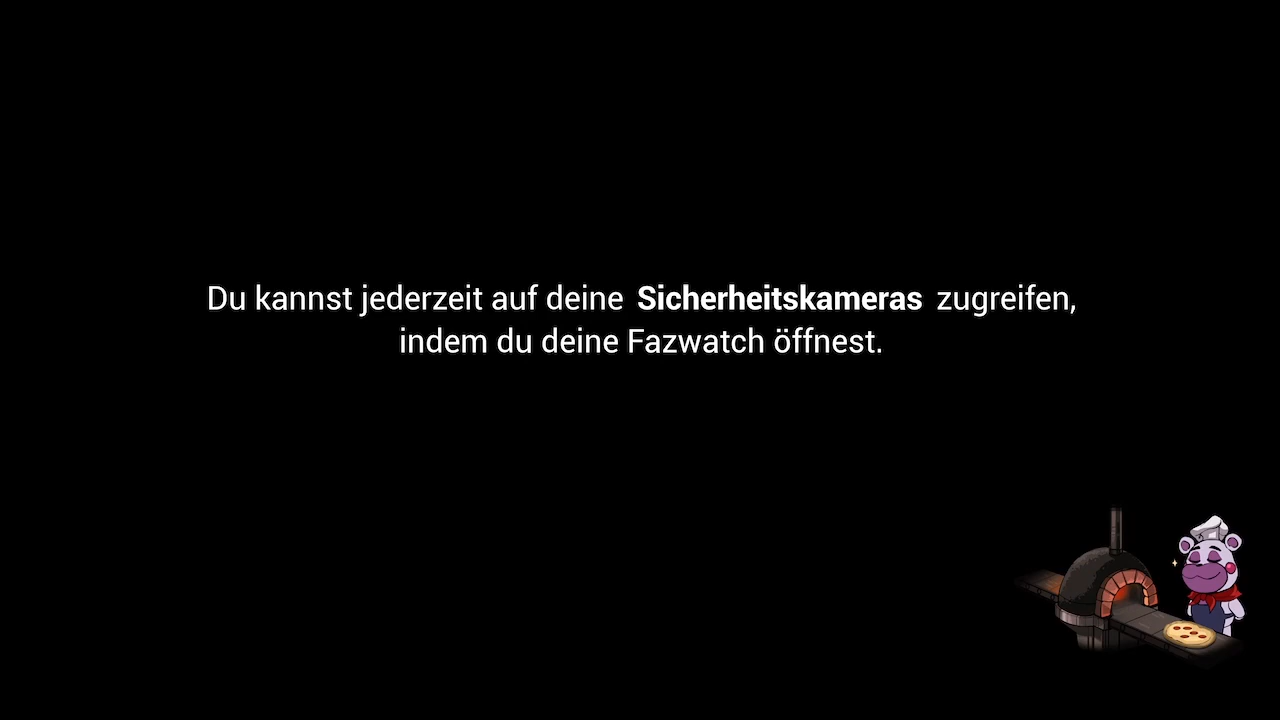 Du kannst jederzeit auf deine Sicherheitskameras zugreifen,
indem du deine Fazwatch öffnest.